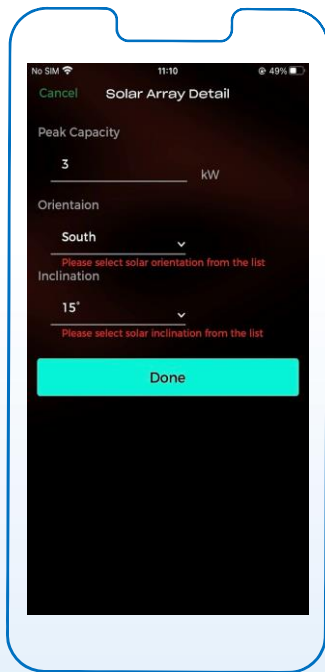 No SIM 11:10 49%
Cancel Solar Array Detail
Peak Capacity
3 kW
Orientaion
South
Please select solar orientation from the list
Inclination
15°
Please select solar inclination from the list
Done